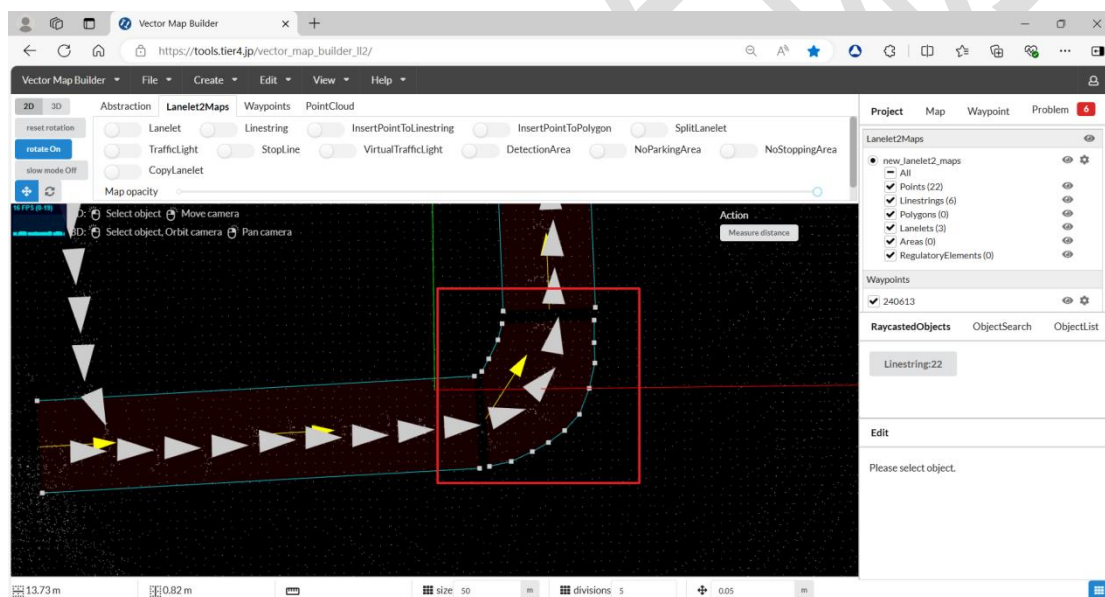 Vector Map Builder
https://tools.tier4.jp/vector_map_builder_ll2/
Vector Map Builder File Create Edit View Help
2D 3D Abstraction Lanelet2Maps Waypoints PointCloud
reset rotation Lanelet Linestring InsertPointToLinestring InsertPointToPolygon SplitLanelet
rotate On TrafficLight StopLine VirtualTrafficLight DetectionArea NoParkingArea NoStoppingArea
slow mode Off CopyLanelet
Map opacity
16 FPS (0-19)
D: Select object Move camera
3D: Select object, Orbit camera Pan camera
Action
Measure distance
Project Map Waypoint Problem 6
Lanelet2Maps
new_lanelet2_maps
All
Points (22)
Linestrings (6)
Polygons (0)
Lanelets (3)
Areas (0)
RegulatoryElements (0)
Waypoints
240613
RaycastedObjects ObjectSearch ObjectList
Linestring:22
Edit
Please select object.
13.73 m 0.82 m size 50 m divisions 5 0.05 m